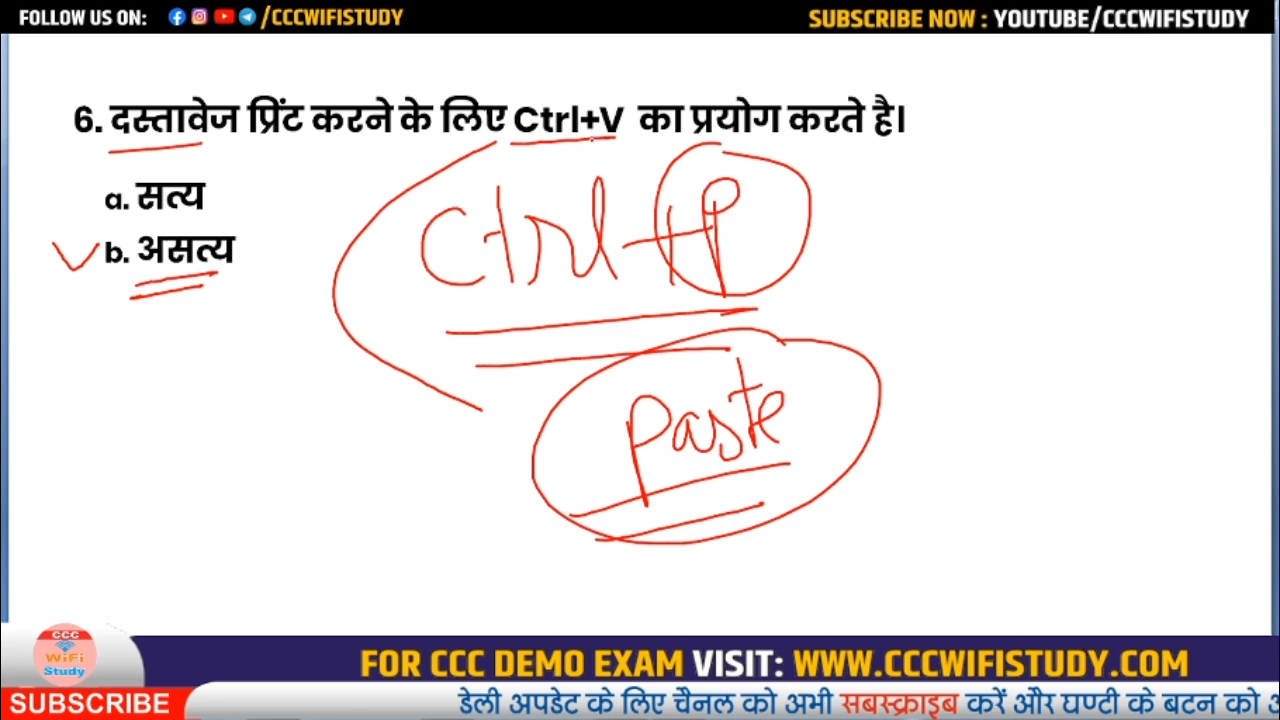 FOLLOW US ON: /CCCWIFISTUDY
SUBSCRIBE NOW : YOUTUBE/CCCWIFISTUDY
6. दस्तावेज प्रिंट करने के लिए Ctrl+V का प्रयोग करते है।
a. सत्य
b. असत्य
Ctrl+P
Paste
CCC
WiFi
Study
FOR CCC DEMO EXAM VISIT: WWW.CCCWIFISTUDY.COM
SUBSCRIBE
डेली अपडेट के लिए चैनल को अभी सबस्क्राइब करें और घण्टी के बटन को